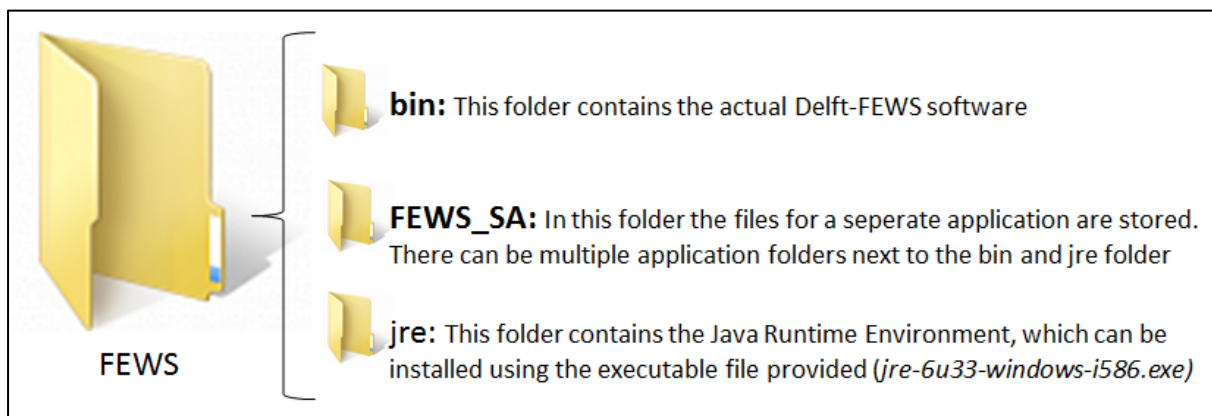 bin: This folder contains the actual Delft-FEWS software
FEWS_SA: In this folder the files for a seperate application are stored.
There can be multiple application folders next to the bin and jre folder
jre: This folder contains the Java Runtime Environment, which can be
installed using the executable file provided (jre-6u33-windows-i586.exe)
FEWS